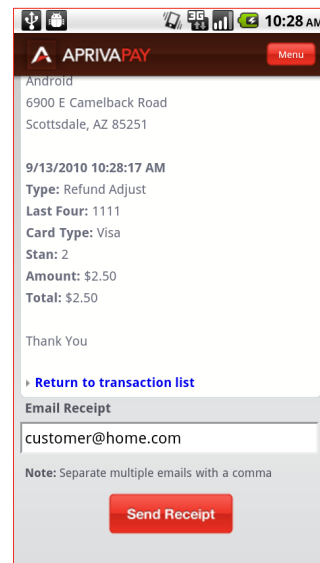 3G
10:28 AM
APRIVAPAY
Menu
Android
6900 E Camelback Road
Scottsdale, AZ 85251
9/13/2010 10:28:17 AM
Type: Refund Adjust
Last Four: 1111
Card Type: Visa
Stan: 2
Amount: $2.50
Total: $2.50
Thank You
Return to transaction list
Email Receipt
customer@home.com
Note: Separate multiple emails with a comma
Send Receipt